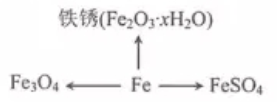 铁锈(Fe₂O₃·xH₂O)
Fe₃O₄ ← Fe → FeSO₄